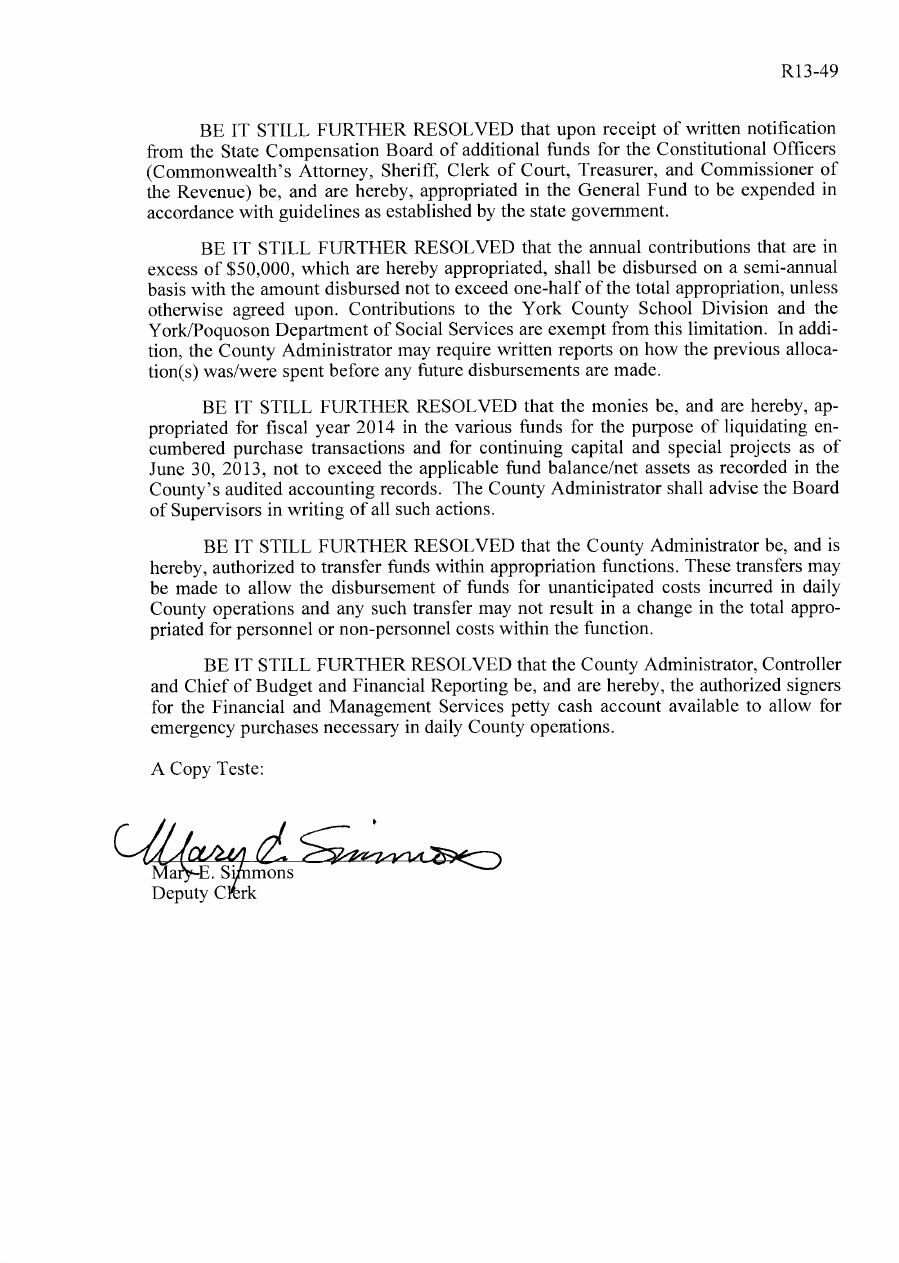 R13-49
BE IT STILL FURTHER RESOLVED that upon receipt of written notification
from the State Compensation Board of additional funds for the Constitutional Officers
(Commonwealth's Attorney, Sheriff, Clerk of Court, Treasurer, and Commissioner of
the Revenue) be, and are hereby, appropriated in the General Fund to be expended in
accordance with guidelines as established by the state government.
BE IT STILL FURTHER RESOLVED that the annual contributions that are in
excess of $50,000, which are hereby appropriated, shall be disbursed on a semi-annual
basis with the amount disbursed not to exceed one-half of the total appropriation, unless
otherwise agreed upon. Contributions to the York County School Division and the
York/Poquoson Department of Social Services are exempt from this limitation. In addi-
tion, the County Administrator may require written reports on how the previous alloca-
tion(s) was/were spent before any future disbursements are made.
BE IT STILL FURTHER RESOLVED that the monies be, and are hereby, ap-
propriated for fiscal year 2014 in the various funds for the purpose of liquidating en-
cumbered purchase transactions and for continuing capital and special projects as of
June 30, 2013, not to exceed the applicable fund balance/net assets as recorded in the
County's audited accounting records. The County Administrator shall advise the Board
of Supervisors in writing of all such actions.
BE IT STILL FURTHER RESOLVED that the County Administrator be, and is
hereby, authorized to transfer funds within appropriation functions. These transfers may
be made to allow the disbursement of funds for unanticipated costs incurred in daily
County operations and any such transfer may not result in a change in the total appro-
priated for personnel or non-personnel costs within the function.
BE IT STILL FURTHER RESOLVED that the County Administrator, Controller
and Chief of Budget and Financial Reporting be, and are hereby, the authorized signers
for the Financial and Management Services petty cash account available to allow for
emergency purchases necessary in daily County operations.
A Copy Teste:
Mary E. Simmons
Mary E. Simmons
Deputy Clerk